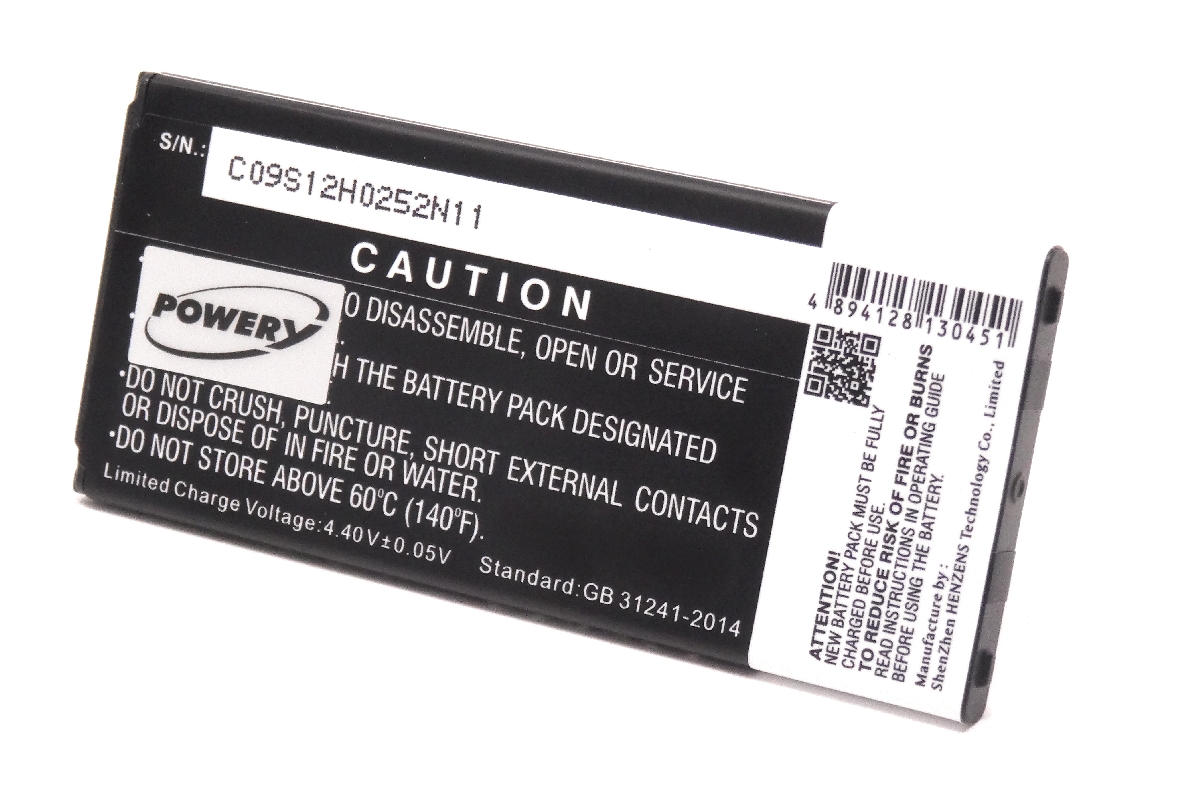 S/N.:
C09S12H0252N11
CAUTION
POWERY
O DISASSEMBLE, OPEN OR SERVICE
H THE BATTERY PACK DESIGNATED
•DO NOT CRUSH, PUNCTURE, SHORT EXTERNAL CONTACTS
OR DISPOSE OF IN FIRE OR WATER.
•DO NOT STORE ABOVE 60°C (140°F).
Limited Charge Voltage:4.40V±0.05V
Standard:GB 31241-2014
4 894128 130451
ATTENTION!
NEW BATTERY PACK MUST BE FULLY
CHARGED BEFORE USE.
TO REDUCE RISK OF FIRE OR BURNS
READ INSTRUCTIONS IN OPERATING GUIDE
BEFORE USING THE BATTERY.
Manufacture by:
ShenZhen HENZENS Technology Co., Limited